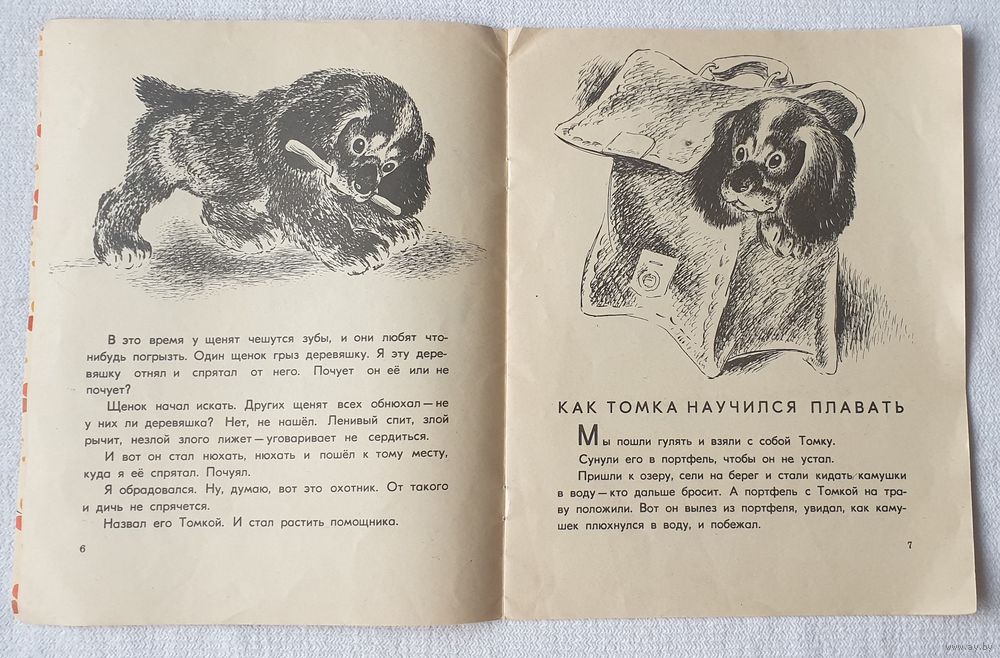 В это время у щенят чешутся зубы, и они любят что-
нибудь погрызть. Один щенок грыз деревяшку. Я эту дере-
вяшку отнял и спрятал от него. Почует он её или не
почует?
Щенок начал искать. Других щенят всех обнюхал — не
у них ли деревяшка? Нет, не нашёл. Ленивый спит, злой
рычит, незлой злого лижет — уговаривает не сердиться.
И вот он стал нюхать, нюхать и пошёл к тому месту,
куда я её спрятал. Почуял.
Я обрадовался. Ну, думаю, вот это охотник. От такого
и дичь не спрячется.
Назвал его Томкой. И стал растить помощника.
6
КАК ТОМКА НАУЧИЛСЯ ПЛАВАТЬ
Мы пошли гулять и взяли с собой Томку.
Сунули его в портфель, чтобы он не устал.
Пришли к озеру, сели на берег и стали кидать камушки
в воду — кто дальше бросит. А портфель с Томкой на тра-
ву положили. Вот он вылез из портфеля, увидал, как каму-
шек плюхнулся в воду, и побежал.
7
www.ay.by